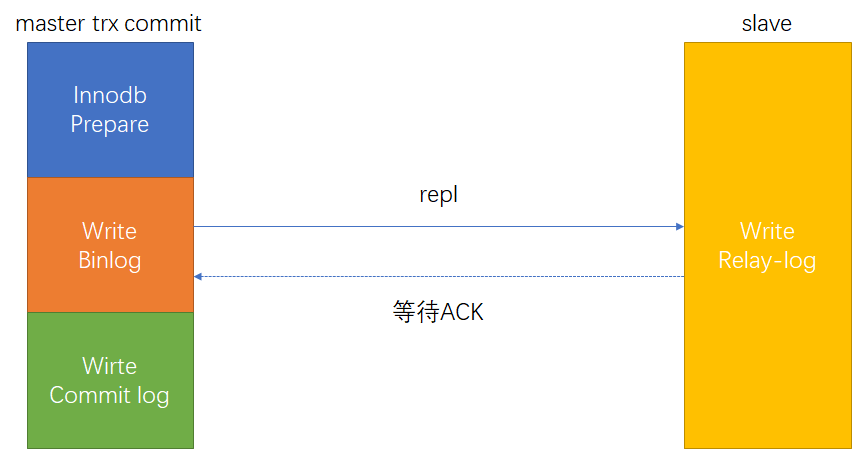 master trx commit
slave
Innodb
Prepare
repl
Write
Binlog
Write
Relay-log
等待ACK
Wirte
Commit log